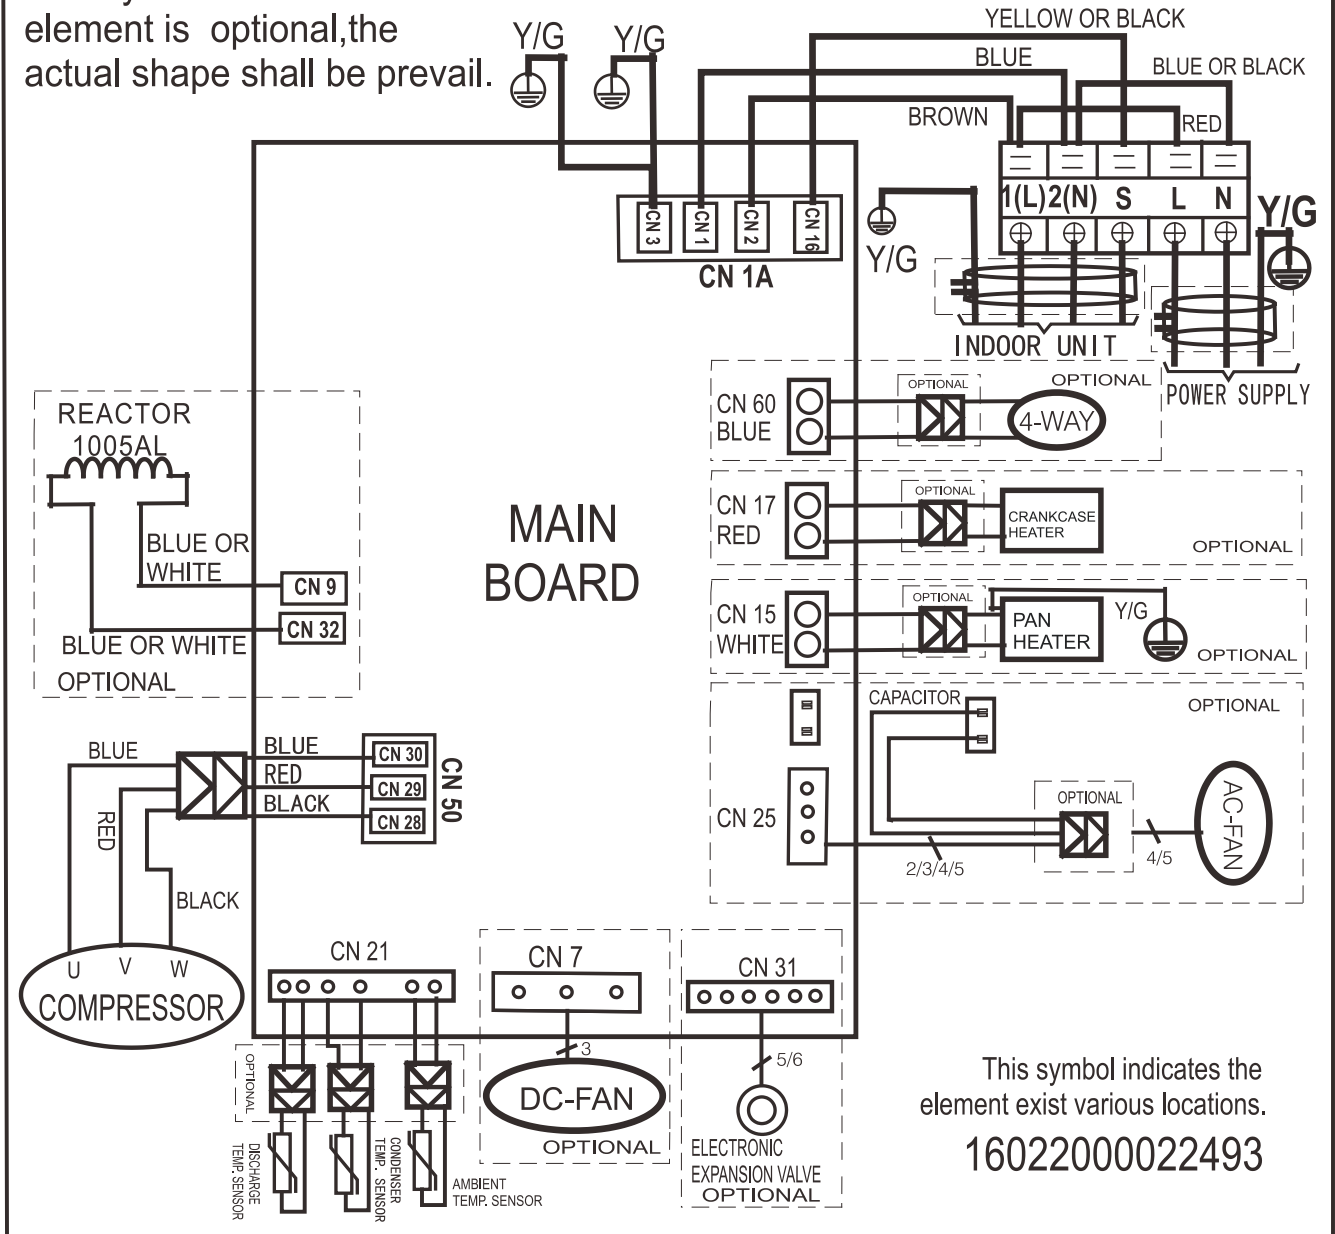 element is optional,the
actual shape shall be prevail.
Y/G
Y/G
YELLOW OR BLACK
BLUE
BLUE OR BLACK
BROWN
RED
1(L) 2(N) S L N
Y/G
Y/G
CN 3
CN 1
CN 2
CN 16
CN 1A
INDOOR UNIT
POWER SUPPLY
REACTOR
1005AL
BLUE OR
WHITE
CN 9
CN 32
BLUE OR WHITE
OPTIONAL
MAIN
BOARD
CN 60
BLUE
OPTIONAL
OPTIONAL
4-WAY
CN 17
RED
OPTIONAL
CRANKCASE
HEATER
OPTIONAL
CN 15
WHITE
OPTIONAL
PAN
HEATER
Y/G
OPTIONAL
CAPACITOR
OPTIONAL
CN 25
2/3/4/5
OPTIONAL
4/5
AC-FAN
BLUE
RED
BLACK
BLUE
RED
BLACK
CN 30
CN 29
CN 28
CN 50
U V W
COMPRESSOR
CN 21
OPTIONAL
DISCHARGE
TEMP. SENSOR
CONDENSER
TEMP. SENSOR
AMBIENT
TEMP. SENSOR
CN 7
3
DC-FAN
OPTIONAL
CN 31
5/6
ELECTRONIC
EXPANSION VALVE
OPTIONAL
This symbol indicates the
element exist various locations.
16022000022493